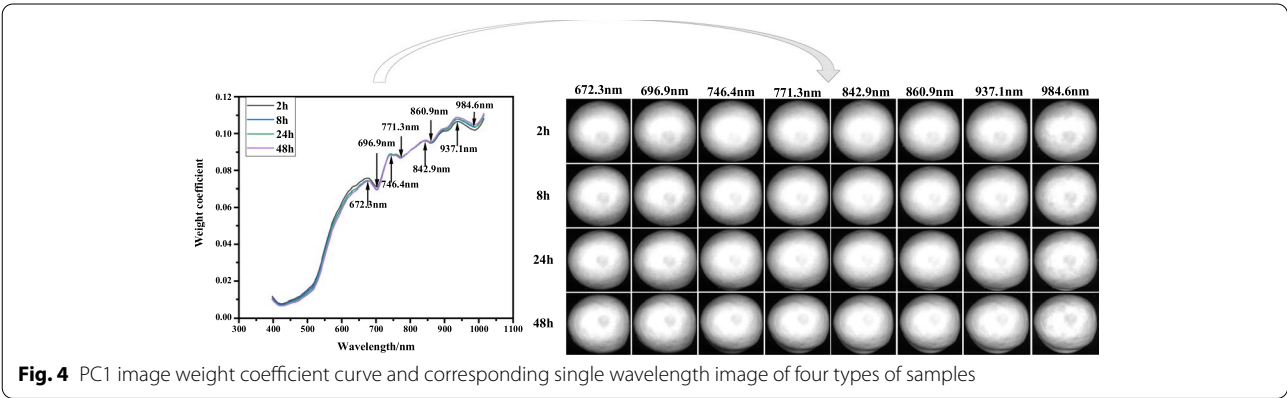 672.3nm 696.9nm 746.4nm 771.3nm 842.9nm 860.9nm 937.1nm 984.6nm
0.12
0.10
0.08
0.06
0.04
0.02
0.00
Weight coefficient
2h
8h
24h
48h
672.3nm
696.9nm
746.4nm
771.3nm
842.9nm
860.9nm
937.1nm
984.6nm
300 400 500 600 700 800 900 1000 1100
Wavelength/nm
2h
8h
24h
48h
Fig. 4 PC1 image weight coefficient curve and corresponding single wavelength image of four types of samples